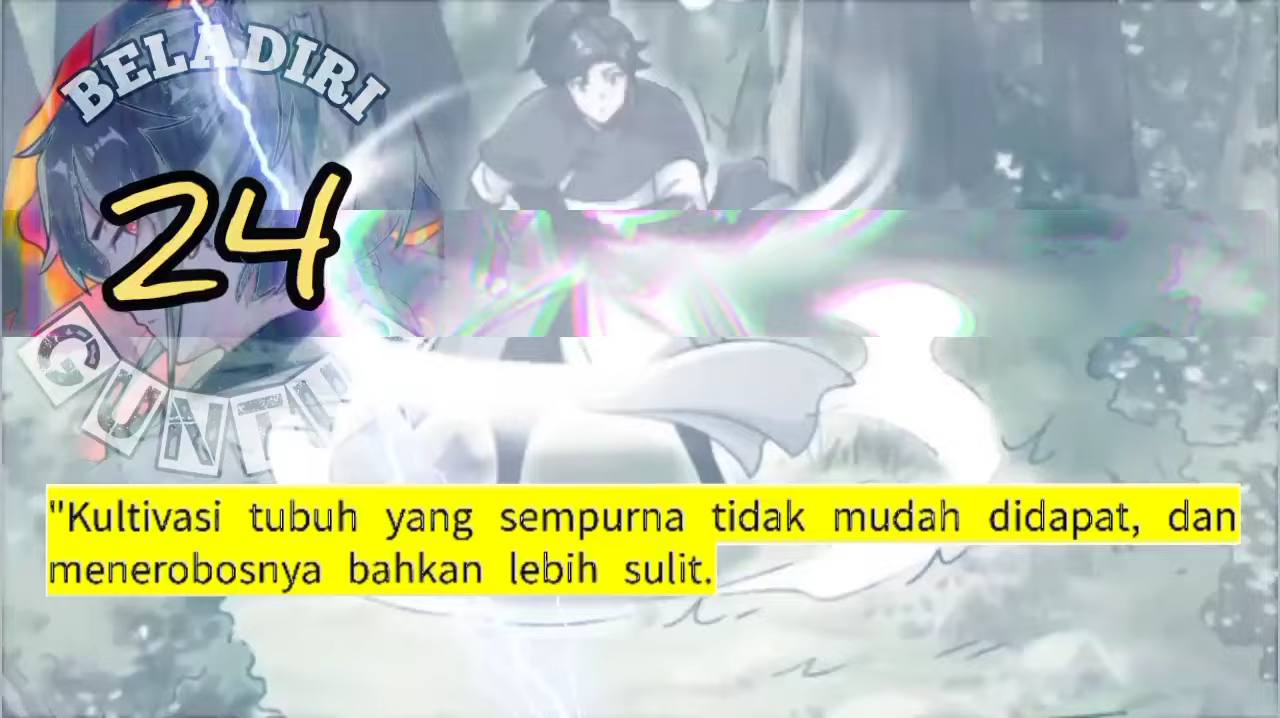 BELADIRI
24
"Kultivasi tubuh yang sempurna tidak mudah didapat, dan
menerobosnya bahkan lebih sulit.